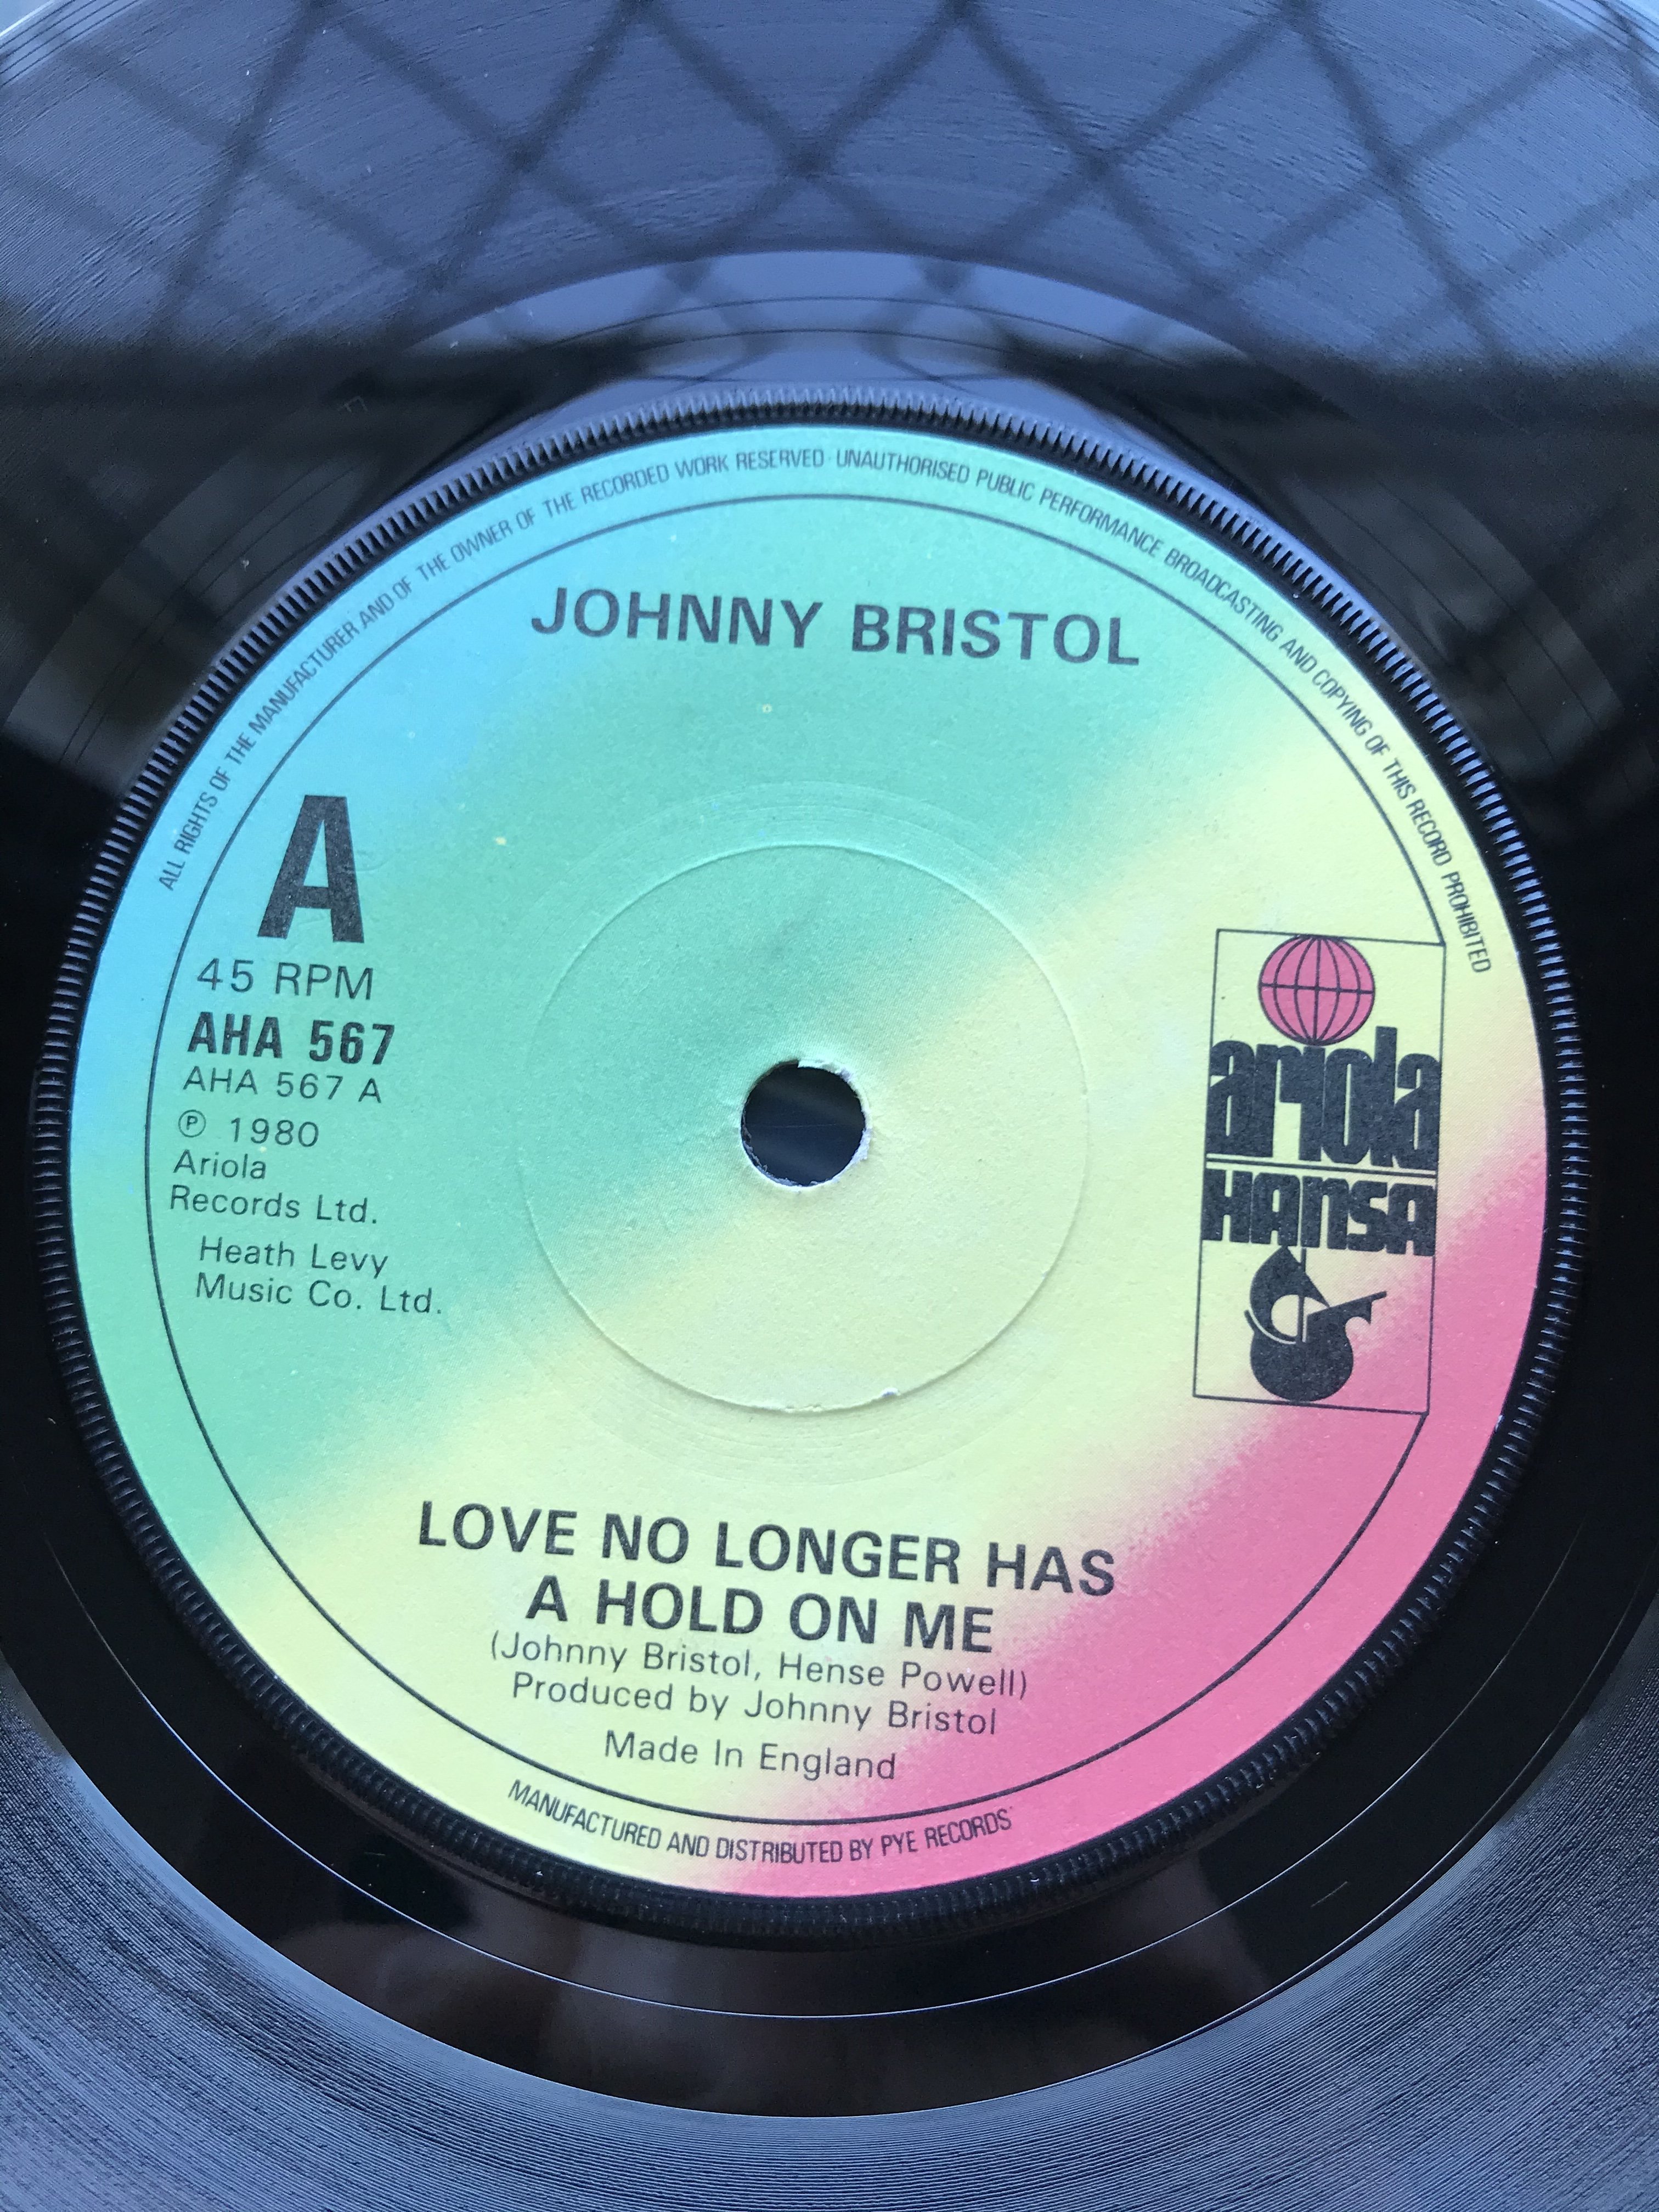 ALL RIGHTS OF THE MANUFACTURER AND OF THE OWNER OF THE RECORDED WORK RESERVED · UNAUTHORISED PUBLIC PERFORMANCE BROADCASTING AND COPYING OF THIS RECORD PROHIBITED
JOHNNY BRISTOL
A
45 RPM
AHA 567
AHA 567 A
℗ 1980
Ariola
Records Ltd.
Heath Levy
Music Co. Ltd.
ariola
HANSA
LOVE NO LONGER HAS
A HOLD ON ME
(Johnny Bristol, Hense Powell)
Produced by Johnny Bristol
Made In England
MANUFACTURED AND DISTRIBUTED BY PYE RECORDS